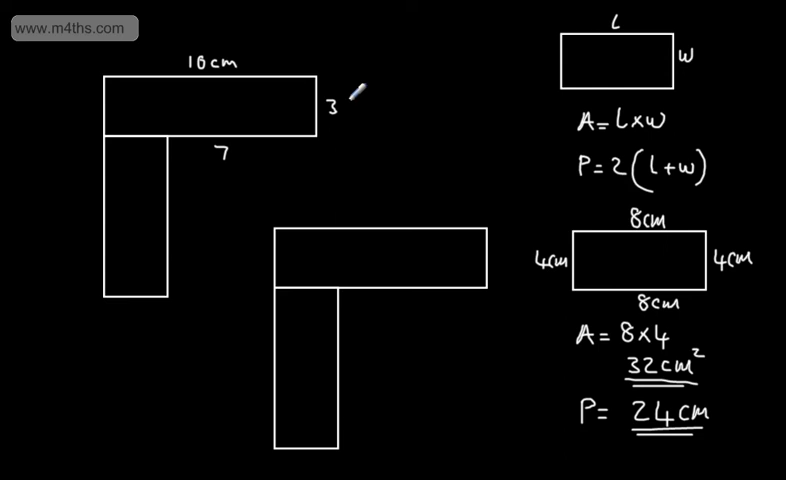 www.m4ths.com
10cm
3
7
L
w
A = L x w
P = 2 (L + w)
8cm
4cm
4cm
8cm
A = 8 x 4
32cm²
P = 24cm